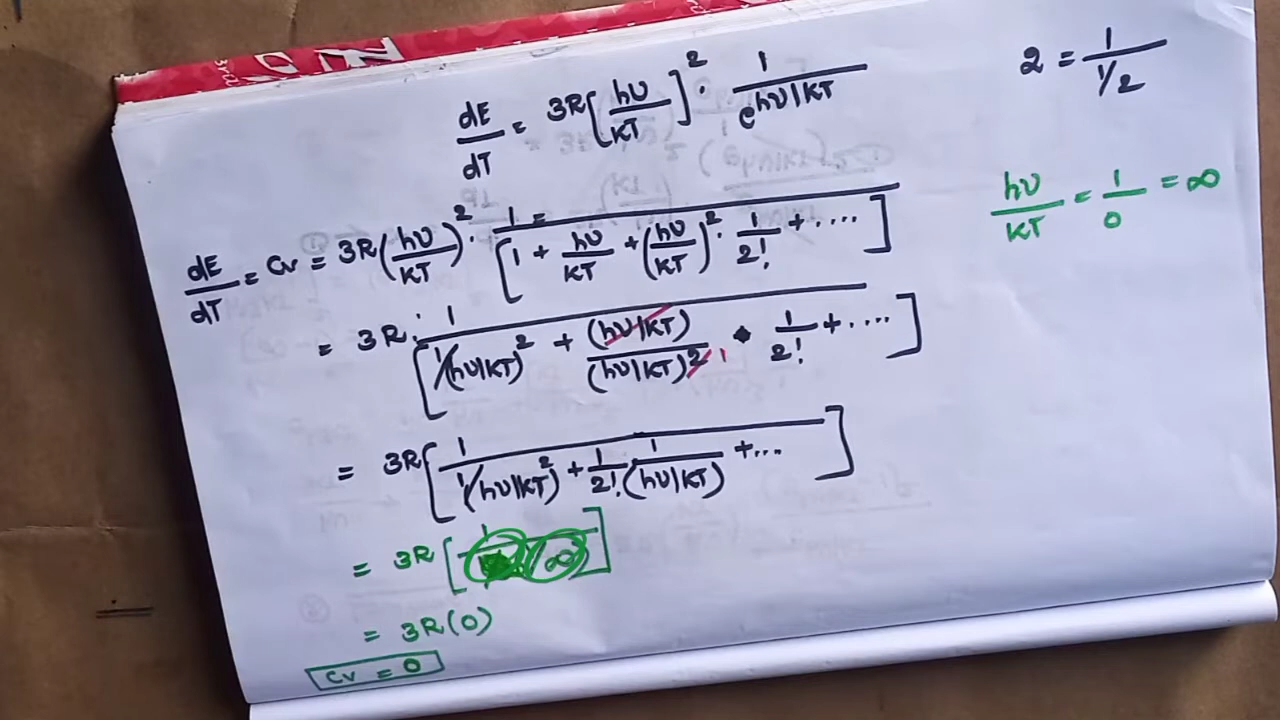 dE/dT = 3R[hυ/KT]². 1/e^(hυ/KT)
2 = 1/(1/2)
hυ/KT = 1/0 = ∞
dE/dT = Cv = 3R(hυ/KT)². 1/[1 + hυ/KT + (hυ/KT)². 1/2! + ....]
= 3R. 1/[1/(hυ/KT)² + (hυ/KT)/(hυ/KT)² • 1/2! + ....]
= 3R[1/(1/(hυ/KT)² + 1/2! 1/(hυ/KT) + ...)]
= 3R[1/ ∞]
= 3R(0)
Cv = 0